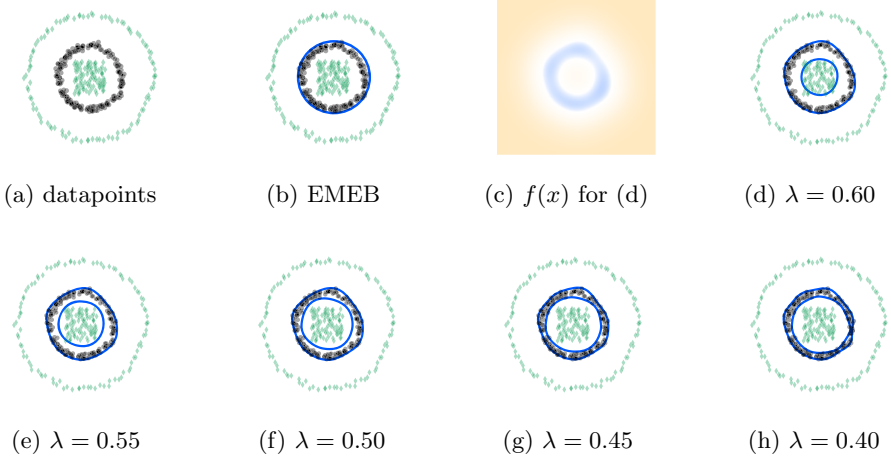 (a) datapoints
(b) EMEB
(c) f(x) for (d)
(d) λ = 0.60
(e) λ = 0.55
(f) λ = 0.50
(g) λ = 0.45
(h) λ = 0.40